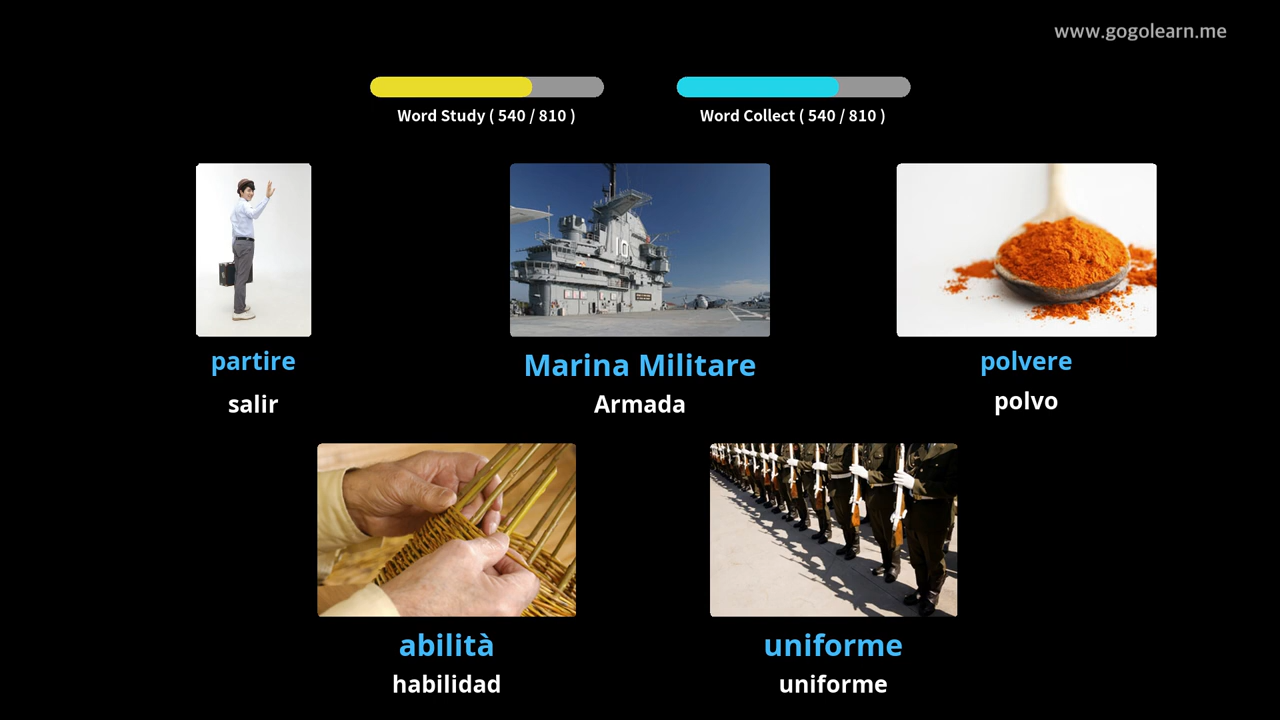 www.gogolearn.me
Word Study ( 540 / 810 )
Word Collect ( 540 / 810 )
partire
salir
Marina Militare
Armada
polvere
polvo
abilità
habilidad
uniforme
uniforme